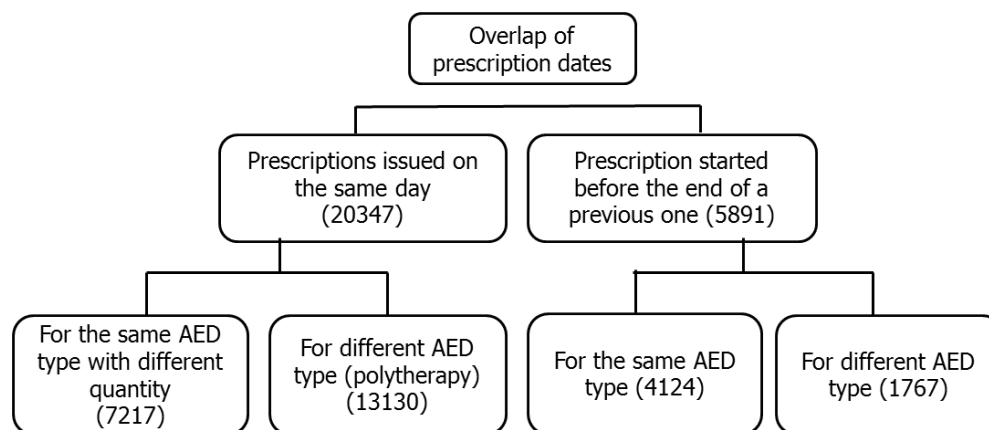 Overlap of
prescription dates
Prescriptions issued on
the same day
(20347)
Prescription started
before the end of a
previous one (5891)
For the same AED
type with different
quantity
(7217)
For different AED
type (polytherapy)
(13130)
For the same AED
type (4124)
For different AED
type (1767)